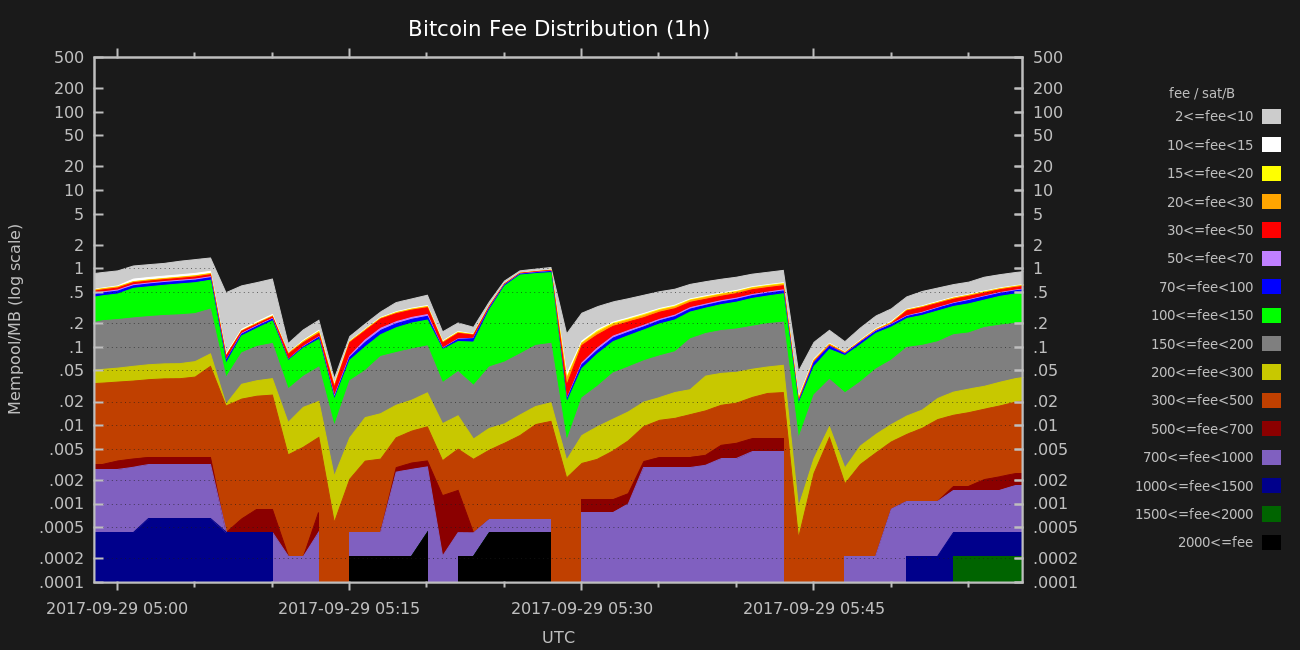 Bitcoin Fee Distribution (1h)
Mempool/MB (log scale)
500
200
100
50
20
10
5
2
1
.5
.2
.1
.05
.02
.01
.005
.002
.001
.0005
.0002
.0001
500
200
100
50
20
10
5
2
1
.5
.2
.1
.05
.02
.01
.005
.002
.001
.0005
.0002
.0001
2017-09-29 05:00 2017-09-29 05:15 2017-09-29 05:30 2017-09-29 05:45
UTC
fee / sat/B
2<=fee<10
10<=fee<15
15<=fee<20
20<=fee<30
30<=fee<50
50<=fee<70
70<=fee<100
100<=fee<150
150<=fee<200
200<=fee<300
300<=fee<500
500<=fee<700
700<=fee<1000
1000<=fee<1500
1500<=fee<2000
2000<=fee